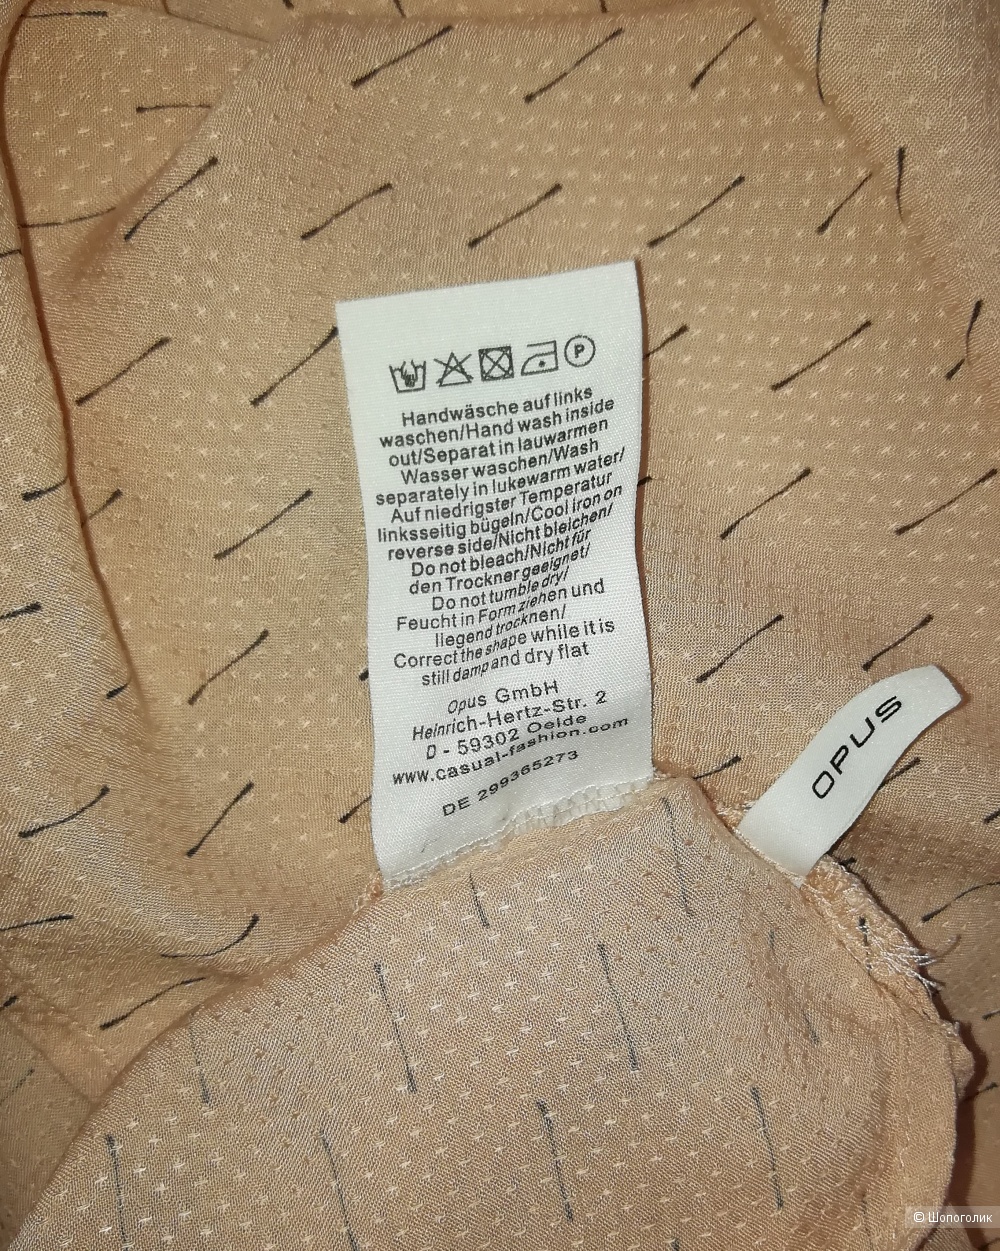 P
Handwäsche auf links
waschen/Hand wash inside
out/Separat in lauwarmen
Wasser waschen/Wash
separately in lukewarm water/
Auf niedrigster Temperatur
linksseitig bügeln/Cool iron on
reverse side/Nicht bleichen/
Do not bleach/Nicht für
den Trockner geeignet/
Do not tumble dry/
Feucht in Form ziehen und
liegend trocknen/
Correct the shape while it is
still damp and dry flat
Opus GmbH
Heinrich-Hertz-Str. 2
D - 59302 Oelde
www.casual-fashion.com
DE 299365273
OPUS
© Шопоголик